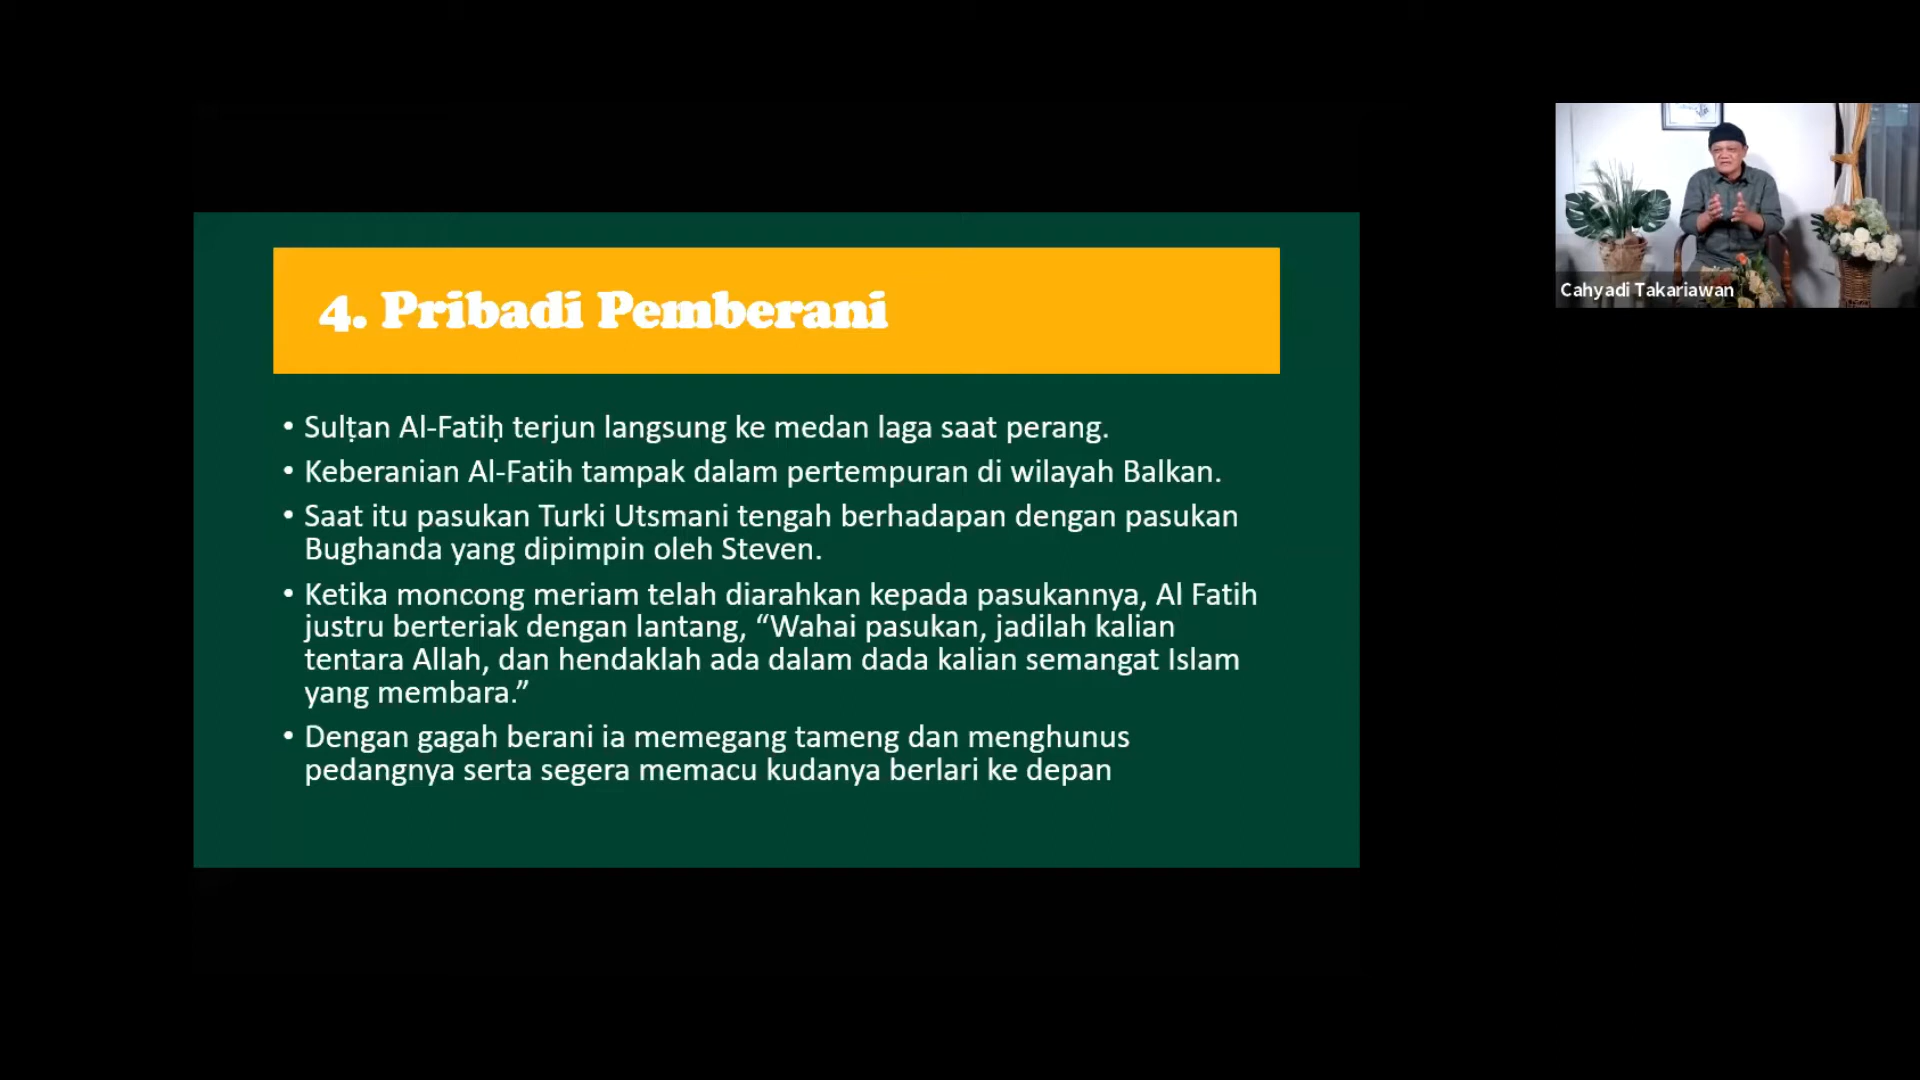 4. Pribadi Pemberani
• Sulṭan Al-Fatiḥ terjun langsung ke medan laga saat perang.
• Keberanian Al-Fatih tampak dalam pertempuran di wilayah Balkan.
• Saat itu pasukan Turki Utsmani tengah berhadapan dengan pasukan
Bughanda yang dipimpin oleh Steven.
• Ketika moncong meriam telah diarahkan kepada pasukannya, Al Fatih
justru berteriak dengan lantang, “Wahai pasukan, jadilah kalian
tentara Allah, dan hendaklah ada dalam dada kalian semangat Islam
yang membara.”
• Dengan gagah berani ia memegang tameng dan menghunus
pedangnya serta segera memacu kudanya berlari ke depan
Cahyadi Takariawan